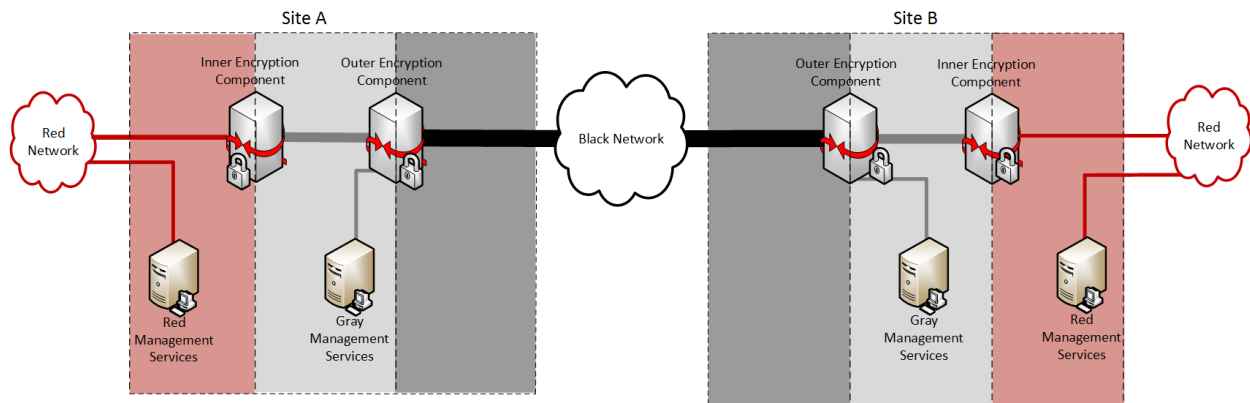 Site A
Site B
Inner Encryption
Component
Outer Encryption
Component
Outer Encryption
Component
Inner Encryption
Component
Red
Network
Black Network
Red
Network
Red
Management
Services
Gray
Management
Services
Gray
Management
Services
Red
Management
Services